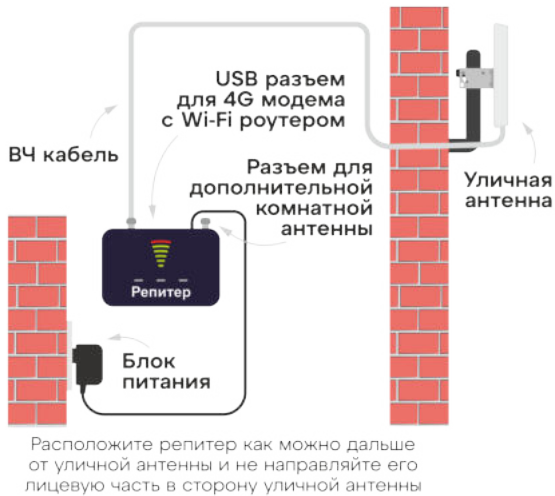 USB разъем
для 4G модема
с Wi-Fi роутером
ВЧ кабель
Разъем для
дополнительной
комнатной
антенны
Уличная
антенна
Репитер
Блок
питания
Расположите репитер как можно дальше
от уличной антенны и не направляйте его
лицевую часть в сторону уличной антенны